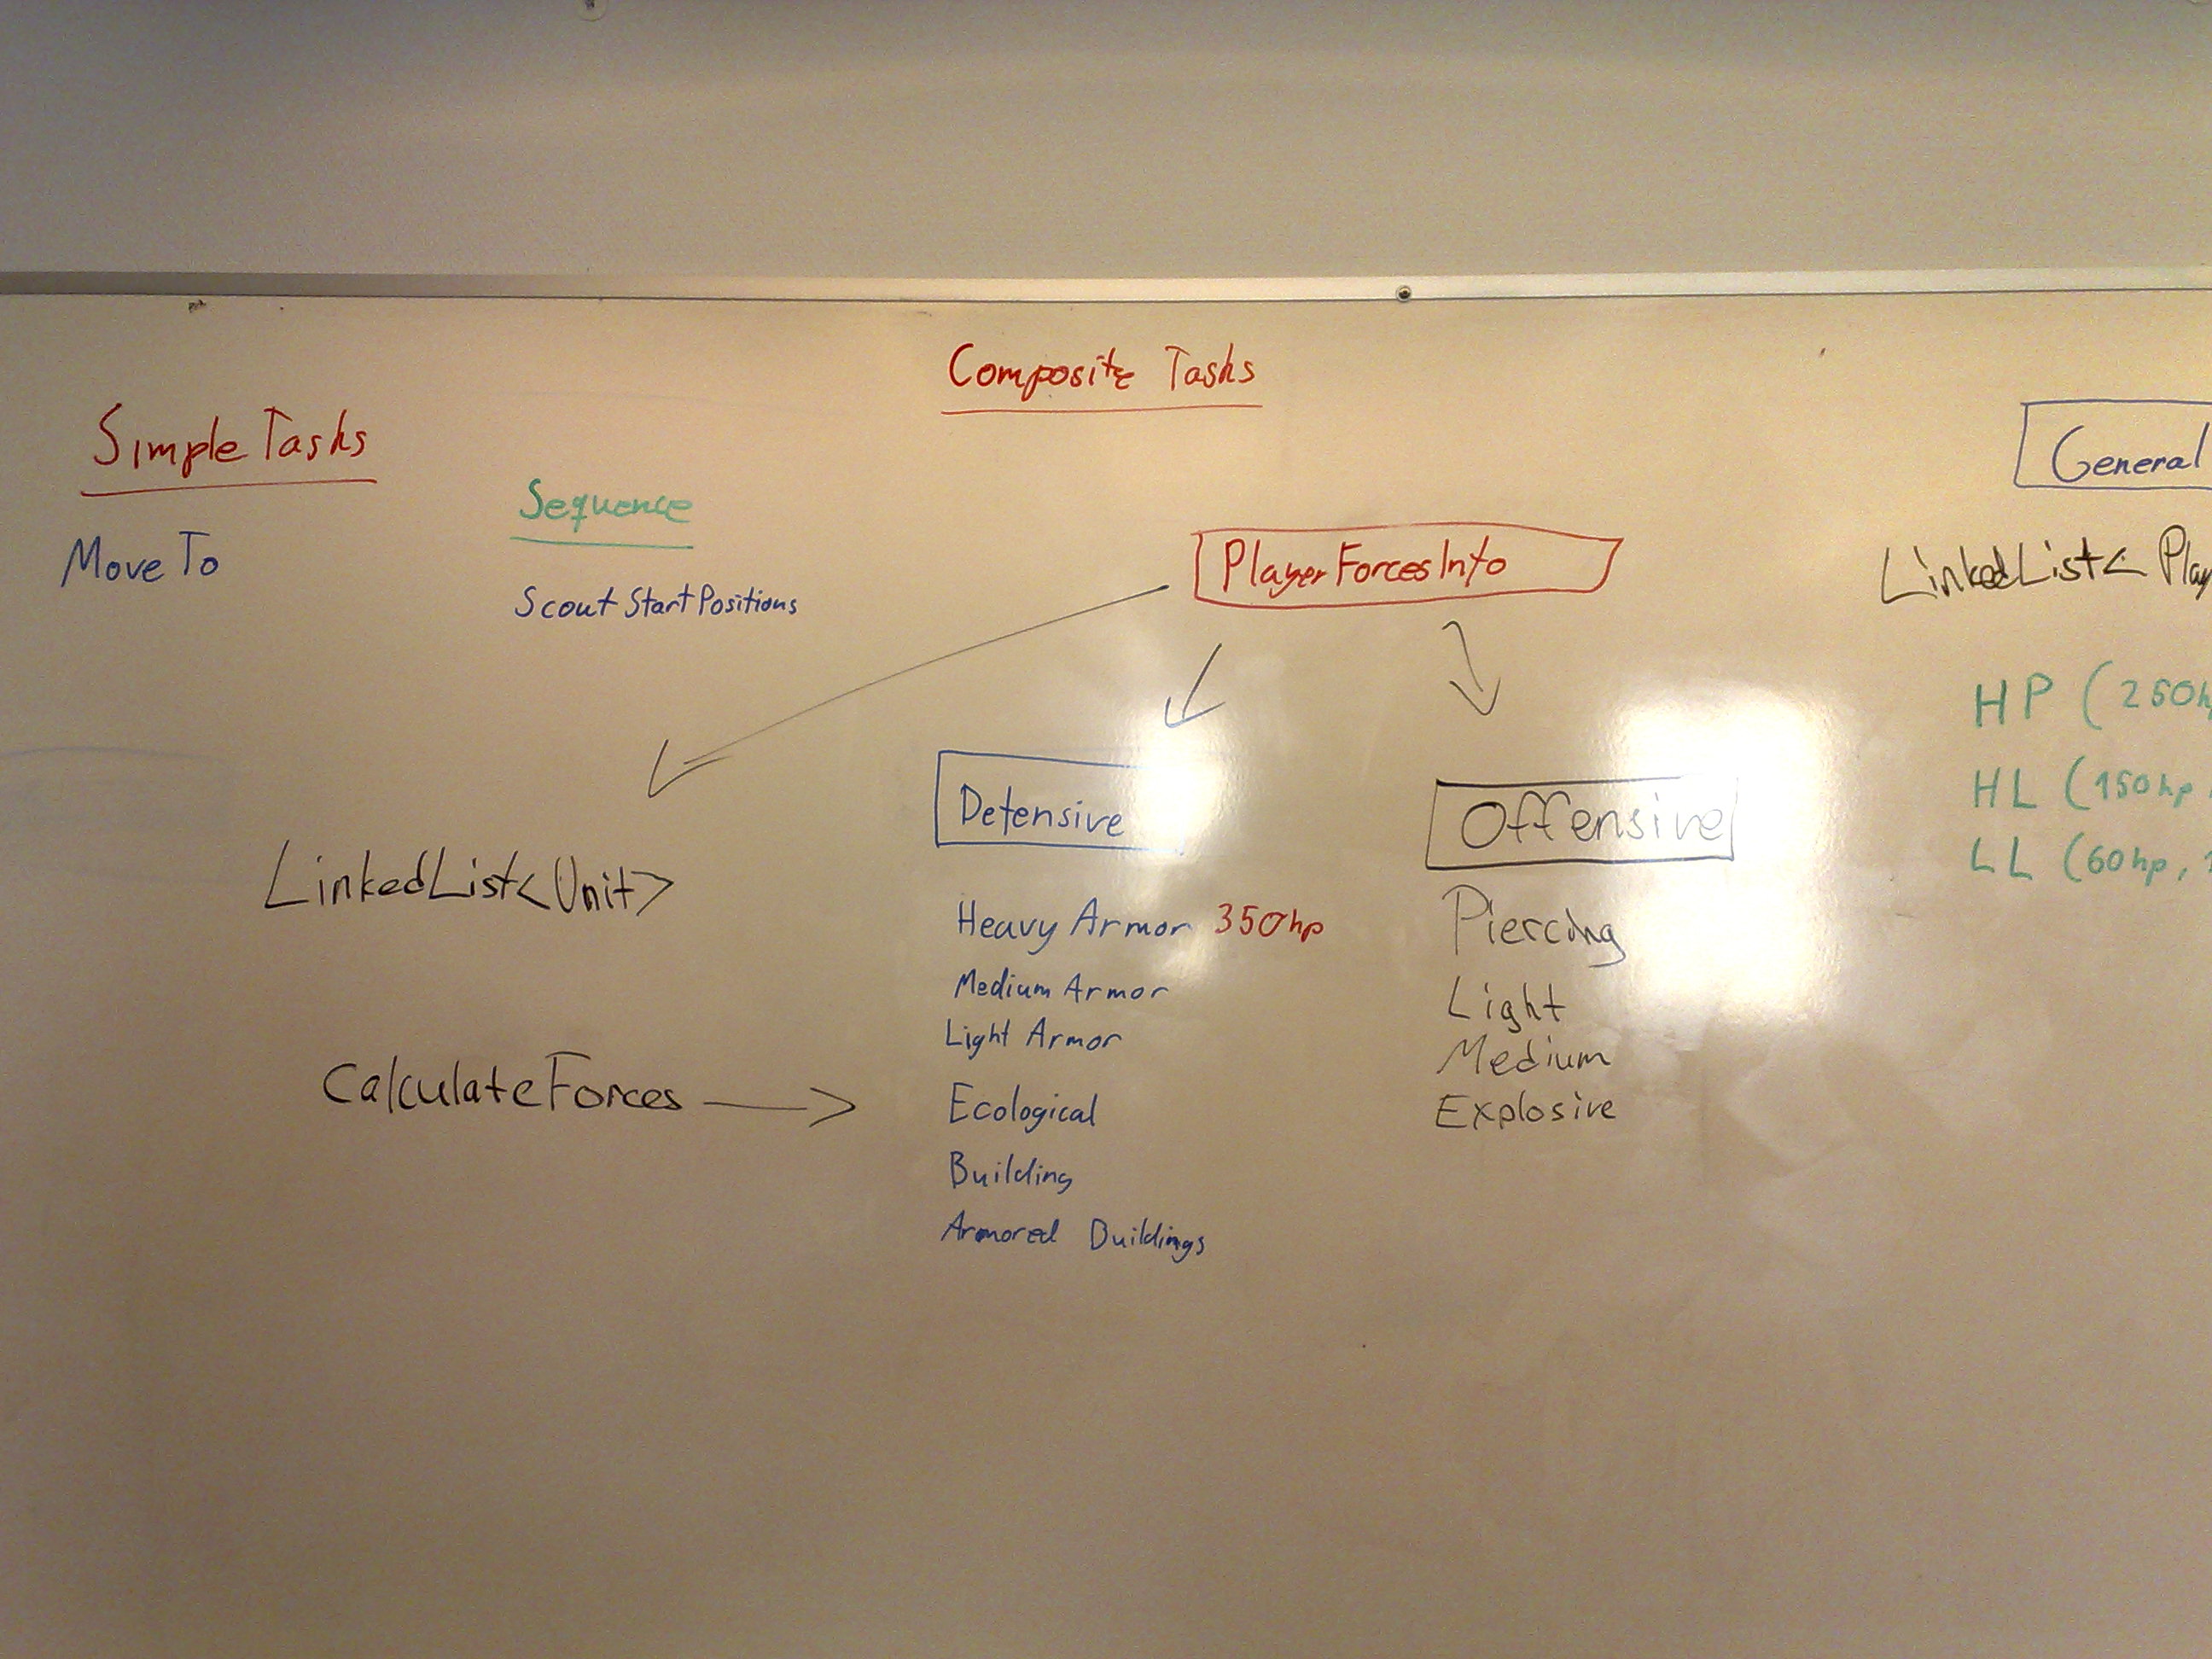 Composite Tasks
Simple Tasks
Move To
Sequence
Scout Start Positions
PlayerForcesInfo
LinkedList<Unit>
CalculateForces
Defensive
Heavy Armor 350hp
Medium Armor
Light Armor
Ecological
Building
Armored Buildings
Offensive
Piercing
Light
Medium
Explosive
General
LinkedList< Play
HP (250h
HL (150hp
LL (60hp, 1